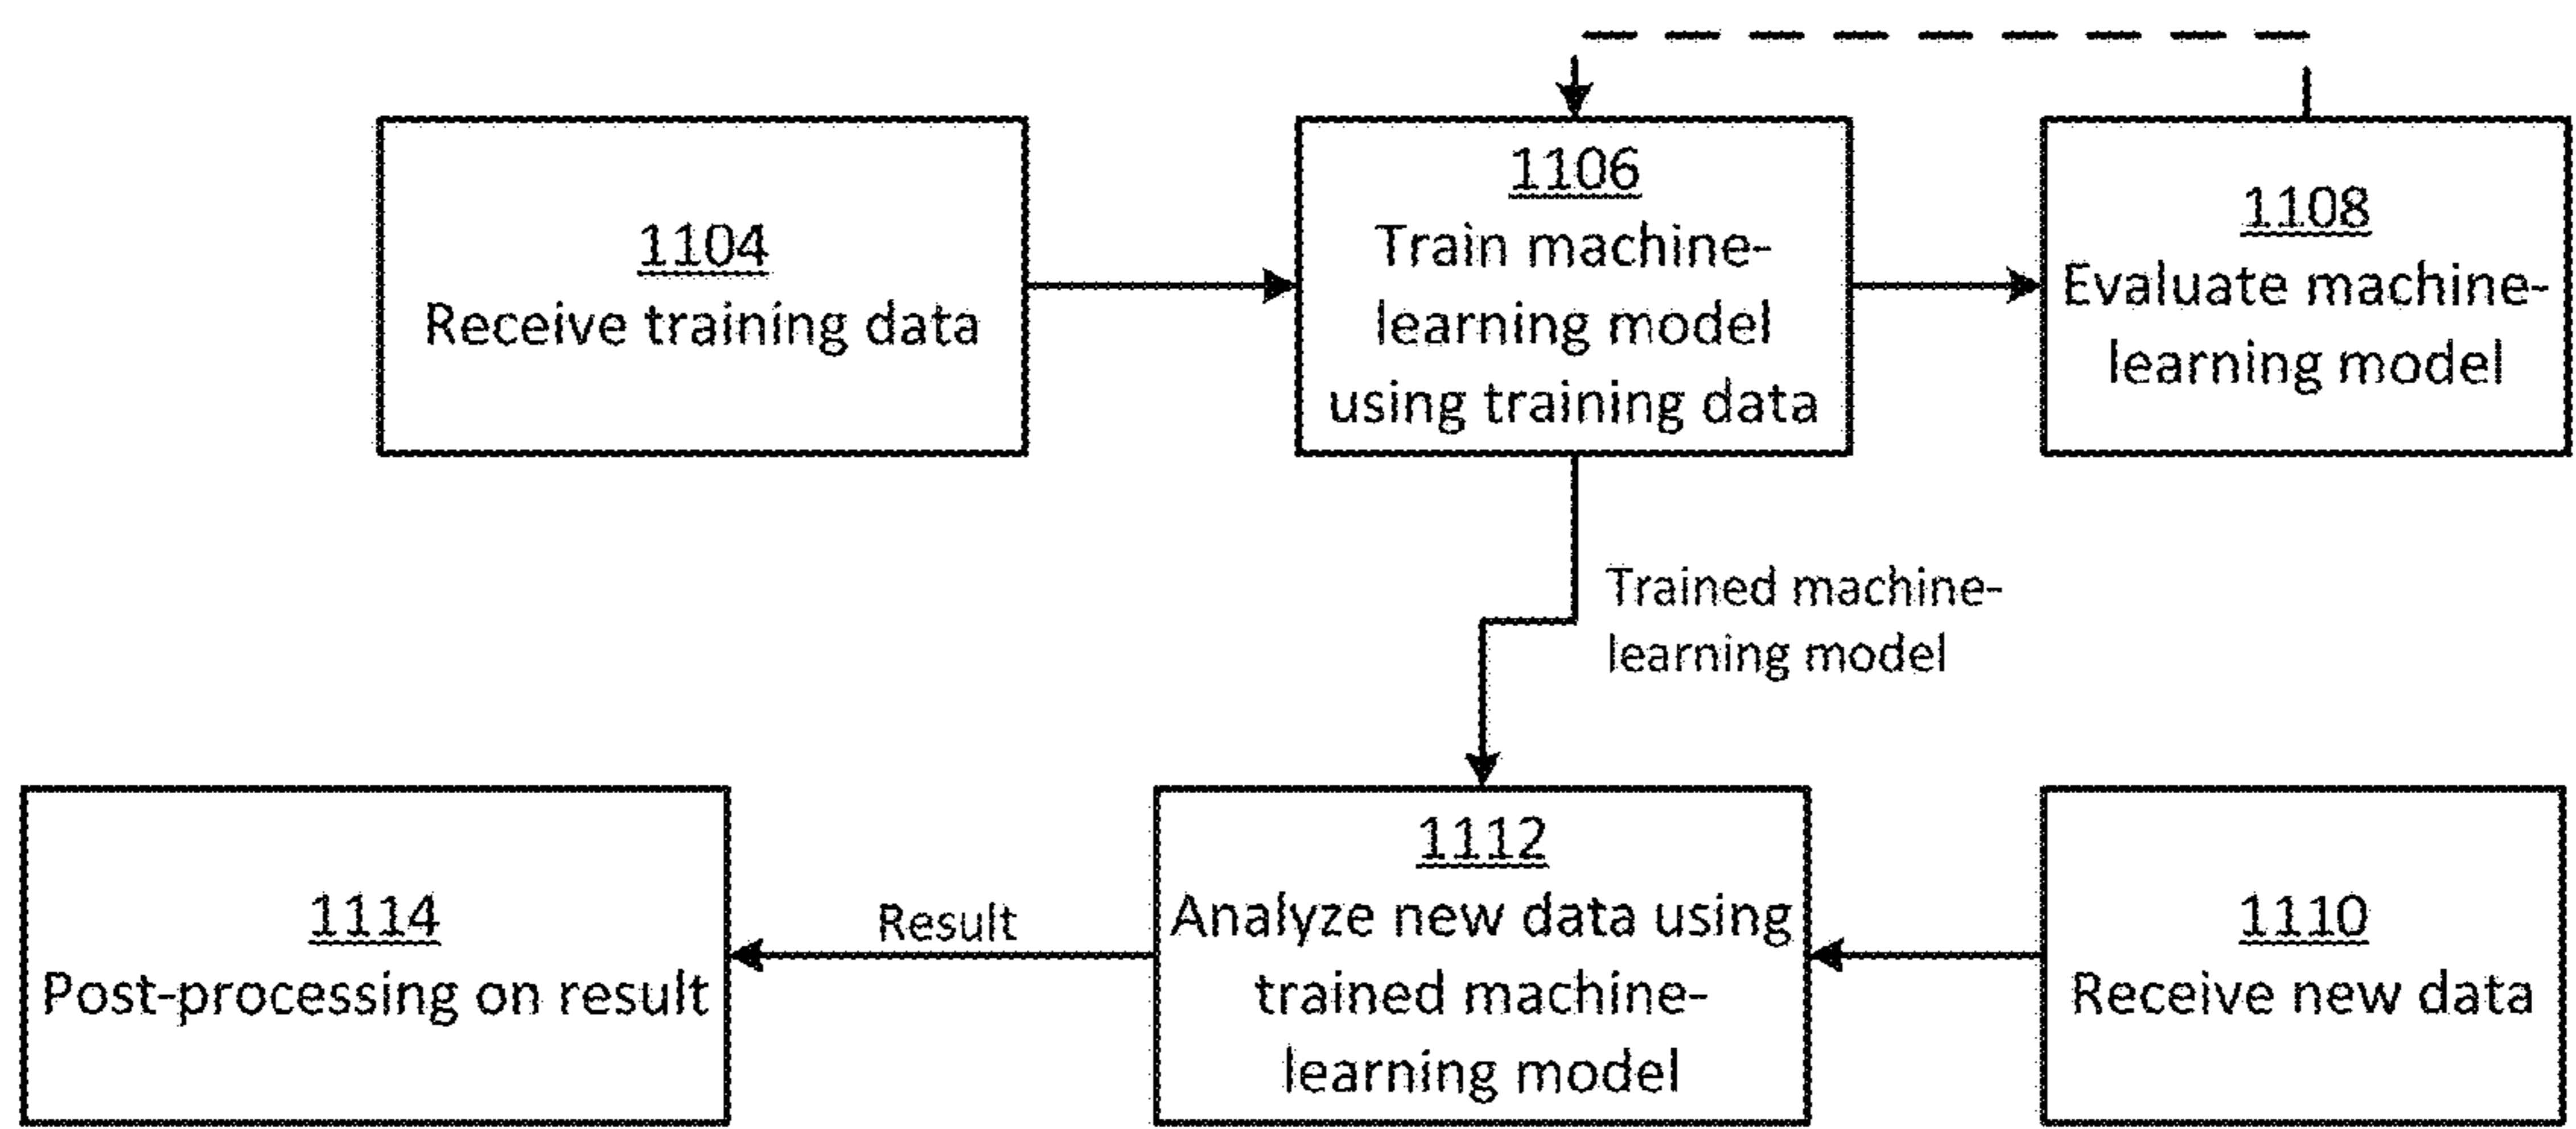 1104
Receive training data
1106
Train machine-
learning model
using training data
1108
Evaluate machine-
learning model
Trained machine-
learning model
1114
Post-processing on result
Result
1112
Analyze new data using
trained machine-
learning model
1110
Receive new data